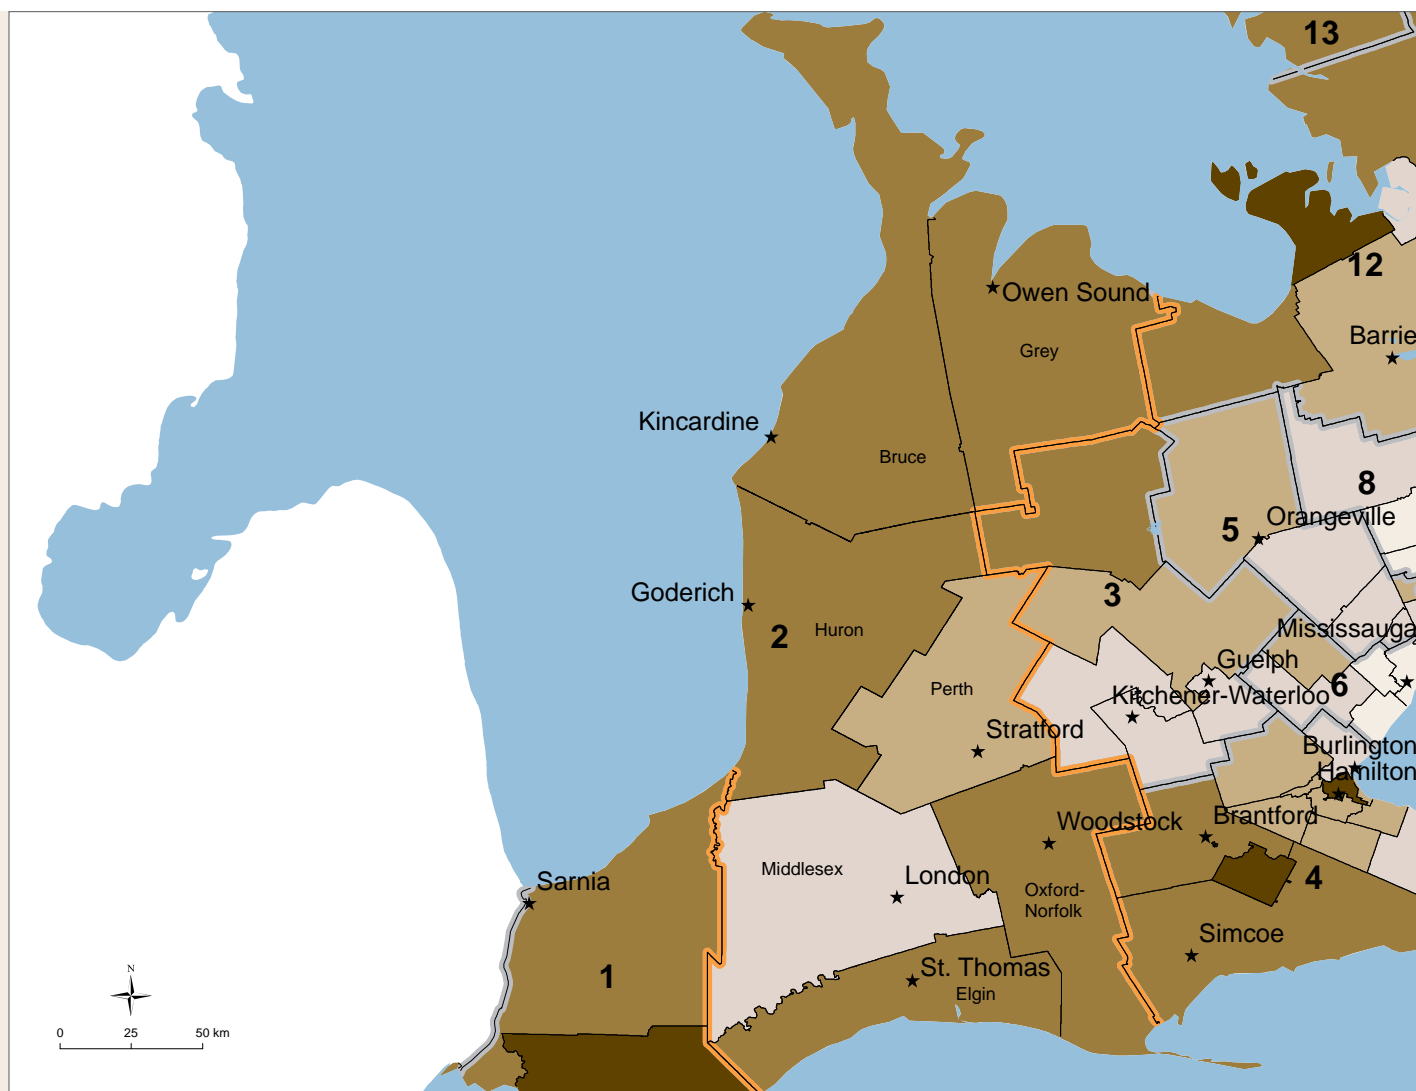 13
12
Owen Sound
Barrie
Grey
Kincardine
Bruce
8
5
Orangeville
Goderich
3
2
Huron
Mississauga
Guelph
Perth
6
Kitchener-Waterloo
Stratford
Burlington
Hamilton
Woodstock
Brantford
Middlesex
London
Sarnia
4
Oxford-
Norfolk
Simcoe
1
St. Thomas
Elgin
N
0 25 50 km